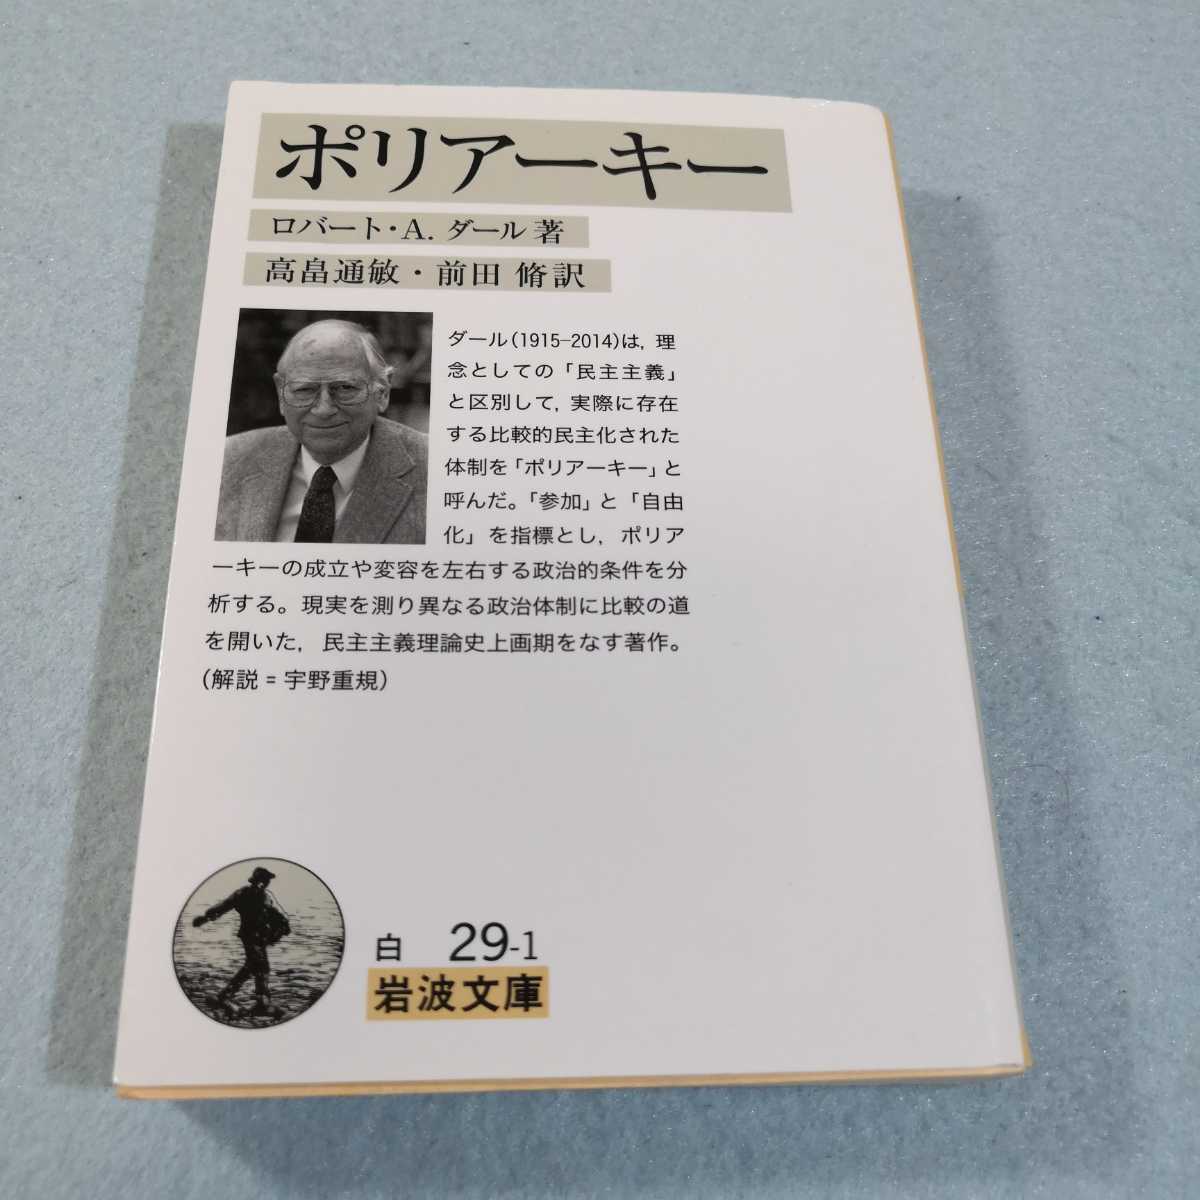 ポリアーキー
ロバート・A. ダール 著
高畠通敏・前田 脩訳
ダール(1915-2014)は, 理
念としての「民主主義」
と区別して, 実際に存在
する比較的民主化された
体制を「ポリアーキー」と
呼んだ。「参加」と「自由
化」を指標とし, ポリア
ーキーの成立や変容を左右する政治的条件を分
析する。現実を測り異なる政治体制に比較の道
を開いた, 民主主義理論史上画期をなす著作。
(解説＝宇野重規)
白 29-1
岩波文庫